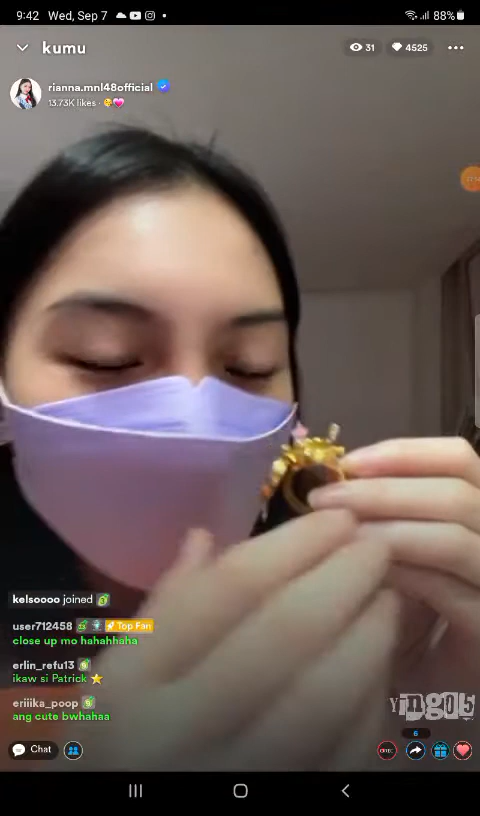 9:42 Wed, Sep 7 88%
kumu 31 4525
rianna.mnl48official
13.73K likes
kelsoooo joined
user712458 Top Fan
close up mo hahahhaha
erlin_refu13
ikaw si Patrick
eriiika_poop
ang cute bwhahaa
Yngo15
6
Chat